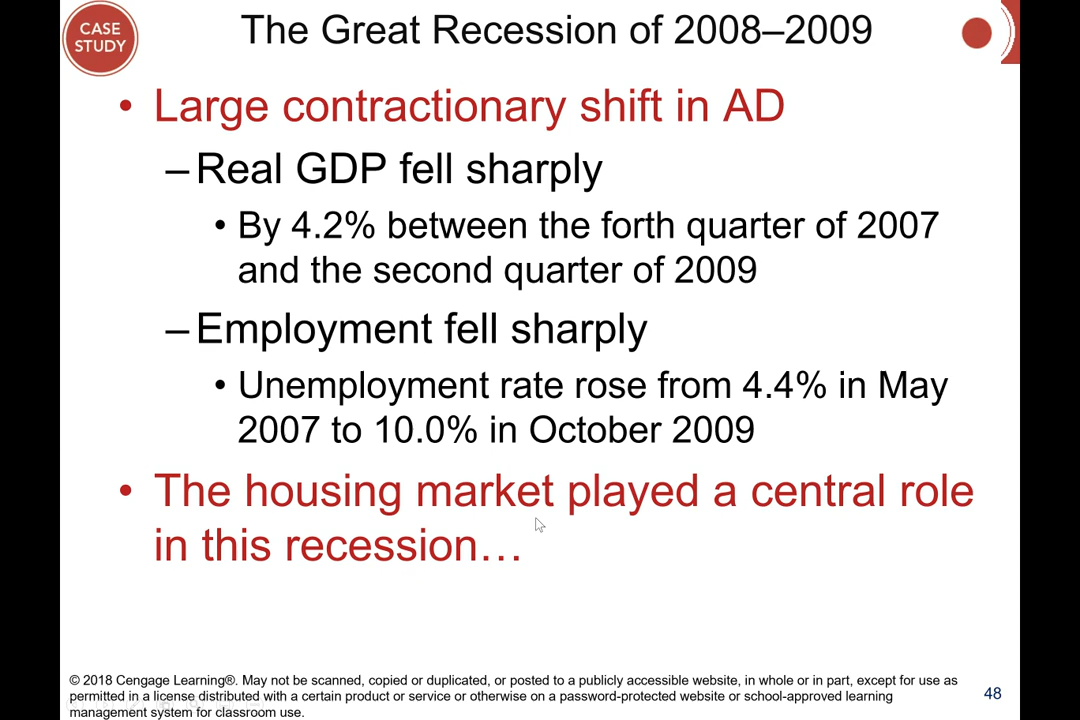 CASE
STUDY
The Great Recession of 2008–2009
• Large contractionary shift in AD
– Real GDP fell sharply
• By 4.2% between the forth quarter of 2007
and the second quarter of 2009
– Employment fell sharply
• Unemployment rate rose from 4.4% in May
2007 to 10.0% in October 2009
• The housing market played a central role
in this recession…
© 2018 Cengage Learning®. May not be scanned, copied or duplicated, or posted to a publicly accessible website, in whole or in part, except for use as
permitted in a license distributed with a certain product or service or otherwise on a password-protected website or school-approved learning
management system for classroom use.
48